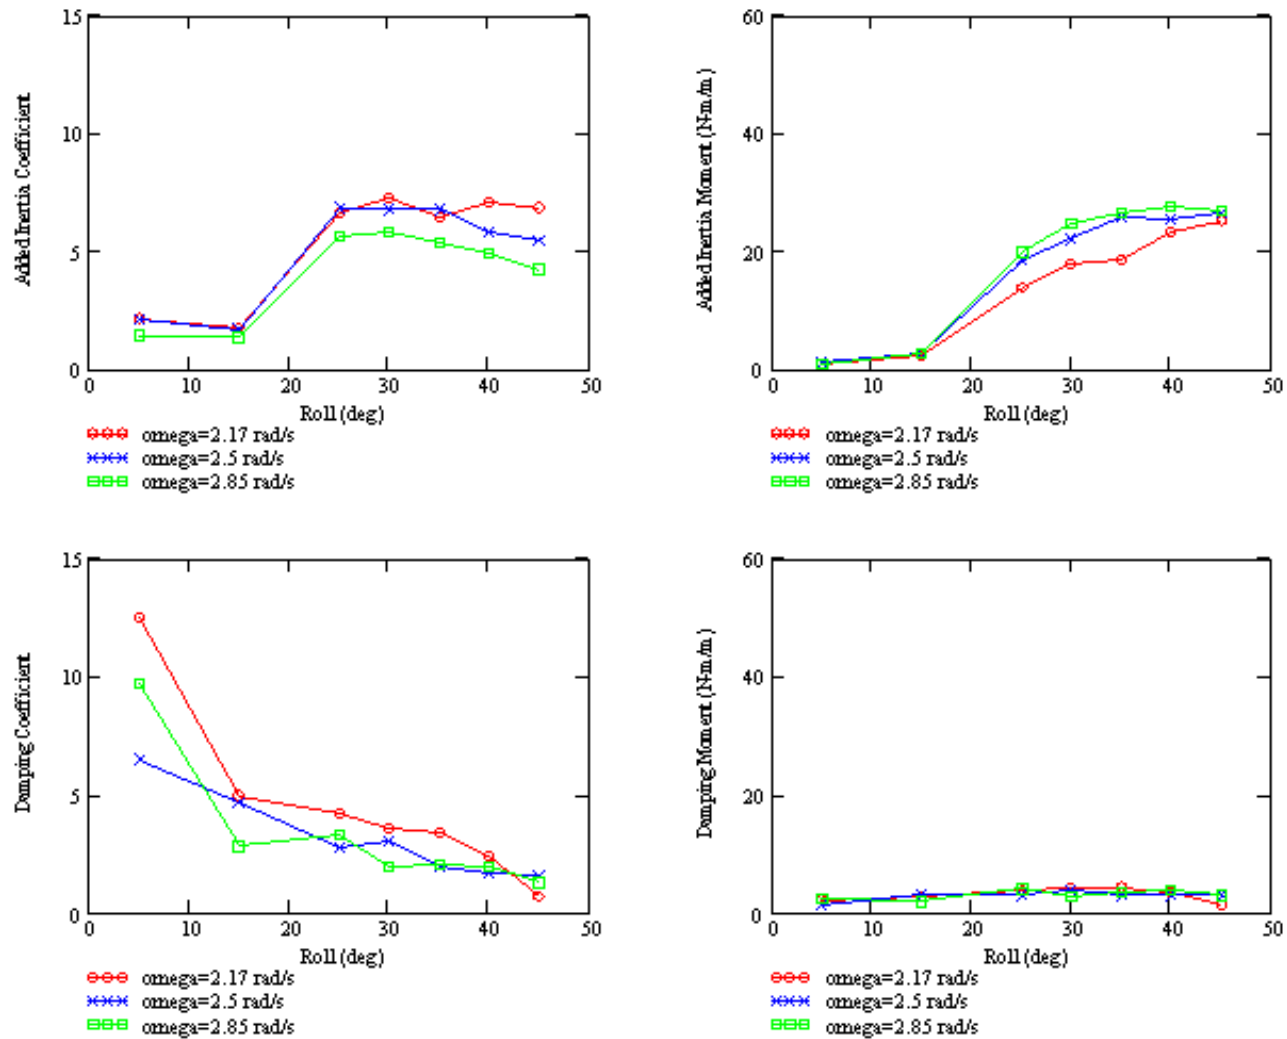 15
10
5
0
Added Inertia Coefficient
0 10 20 30 40 50
Roll (deg)
omega=2.17 rad/s
omega=2.5 rad/s
omega=2.85 rad/s
60
40
20
0
Added Inertia Moment (N-m/m)
0 10 20 30 40 50
Roll (deg)
omega=2.17 rad/s
omega=2.5 rad/s
omega=2.85 rad/s
15
10
5
0
Damping Coefficient
0 10 20 30 40 50
Roll (deg)
omega=2.17 rad/s
omega=2.5 rad/s
omega=2.85 rad/s
60
40
20
0
Damping Moment (N-m/m)
0 10 20 30 40 50
Roll (deg)
omega=2.17 rad/s
omega=2.5 rad/s
omega=2.85 rad/s